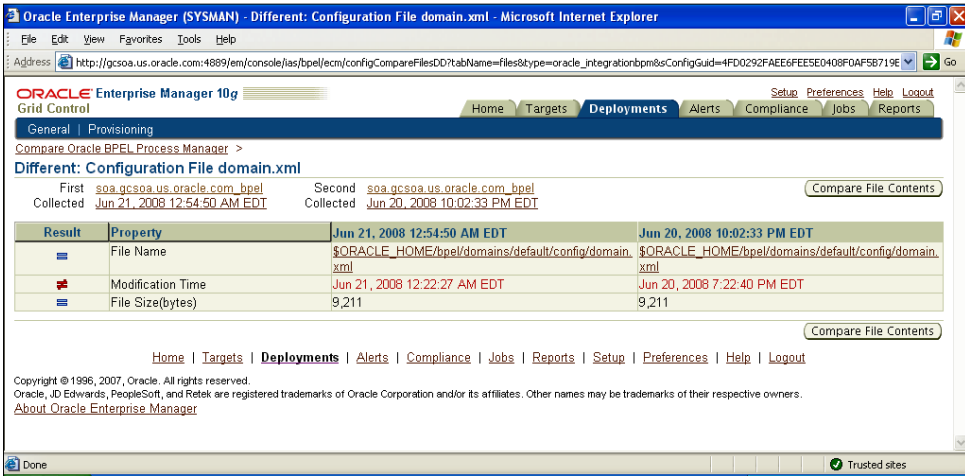 Oracle Enterprise Manager (SYSMAN) - Different: Configuration File domain.xml - Microsoft Internet Explorer
File Edit View Favorites Tools Help
Address http://gcsoa.us.oracle.com:4889/em/console/ias/bpel/ecm/configCompareFilesDD?tabName=files&type=oracle_integrationbpm&sConfigGuid=4FD0292FAEE6FEE5E0408F0AF5B719E Go
ORACLE Enterprise Manager 10g
Grid Control
Setup Preferences Help Logout
Home Targets Deployments Alerts Compliance Jobs Reports
General | Provisioning
Compare Oracle BPEL Process Manager >
Different: Configuration File domain.xml
First soa.gcsoa.us.oracle.com_bpel Second soa.gcsoa.us.oracle.com_bpel
Collected Jun 21, 2008 12:54:50 AM EDT Collected Jun 20, 2008 10:02:33 PM EDT
Compare File Contents
Result Property Jun 21, 2008 12:54:50 AM EDT Jun 20, 2008 10:02:33 PM EDT
File Name $ORACLE_HOME/bpel/domains/default/config/domain.xml $ORACLE_HOME/bpel/domains/default/config/domain.xml
Modification Time Jun 21, 2008 12:22:27 AM EDT Jun 20, 2008 7:22:40 PM EDT
File Size(bytes) 9,211 9,211
Compare File Contents
Home | Targets | Deployments | Alerts | Compliance | Jobs | Reports | Setup | Preferences | Help | Logout
Copyright © 1996, 2007, Oracle. All rights reserved.
Oracle, JD Edwards, PeopleSoft, and Retek are registered trademarks of Oracle Corporation and/or its affiliates. Other names may be trademarks of their respective owners.
About Oracle Enterprise Manager
Done Trusted sites